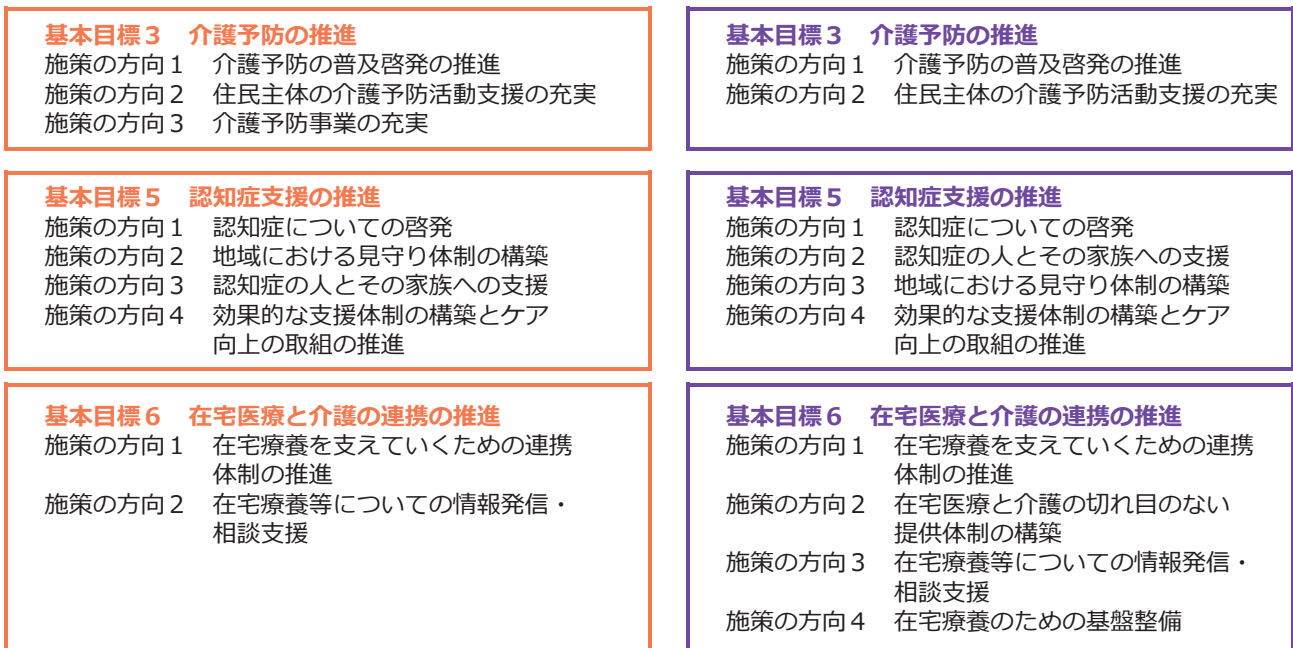 基本目標3 介護予防の推進
施策の方向1 介護予防の普及啓発の推進
施策の方向2 住民主体の介護予防活動支援の充実
施策の方向3 介護予防事業の充実
基本目標5 認知症支援の推進
施策の方向1 認知症についての啓発
施策の方向2 地域における見守り体制の構築
施策の方向3 認知症の人とその家族への支援
施策の方向4 効果的な支援体制の構築とケア
向上の取組の推進
基本目標6 在宅医療と介護の連携の推進
施策の方向1 在宅療養を支えていくための連携
体制の推進
施策の方向2 在宅療養等についての情報発信・
相談支援
基本目標3 介護予防の推進
施策の方向1 介護予防の普及啓発の推進
施策の方向2 住民主体の介護予防活動支援の充実
基本目標5 認知症支援の推進
施策の方向1 認知症についての啓発
施策の方向2 認知症の人とその家族への支援
施策の方向3 地域における見守り体制の構築
施策の方向4 効果的な支援体制の構築とケア
向上の取組の推進
基本目標6 在宅医療と介護の連携の推進
施策の方向1 在宅療養を支えていくための連携
体制の推進
施策の方向2 在宅医療と介護の切れ目のない
提供体制の構築
施策の方向3 在宅療養等についての情報発信・
相談支援
施策の方向4 在宅療養のための基盤整備